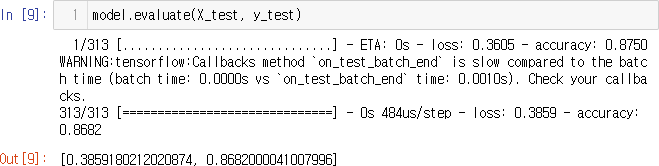 In [9]: 1 model.evaluate(X_test, y_test)
1/313 [..............................] - ETA: 0s - loss: 0.3605 - accuracy: 0.8750
WARNING:tensorflow:Callbacks method `on_test_batch_end` is slow compared to the batc
h time (batch time: 0.0000s vs `on_test_batch_end` time: 0.0010s). Check your callba
cks.
313/313 [==============================] - 0s 484us/step - loss: 0.3859 - accuracy:
0.8682
Out[9]: [0.3859180212020874, 0.8682000041007996]